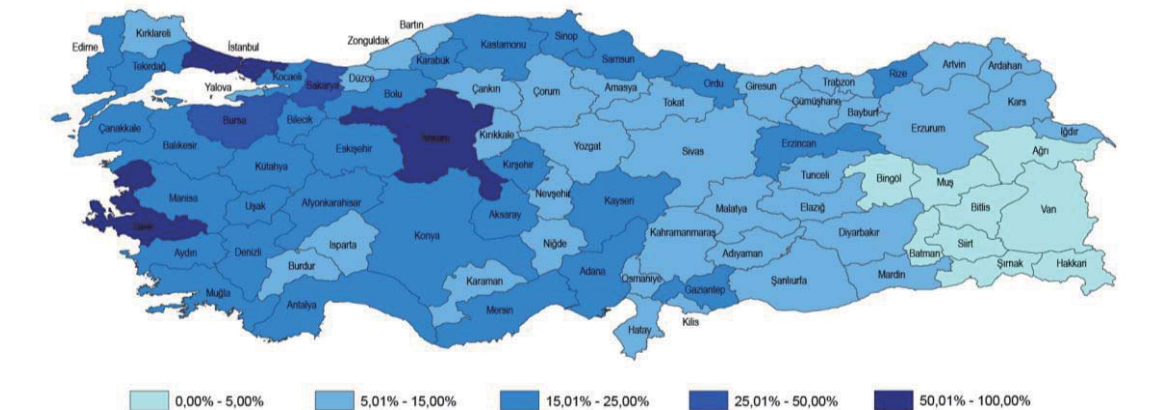 Bartın
Kırklareli
Edirne
İstanbul
Zonguldak
Kastamonu
Sinop
Tekirdağ
Karabük
Samsun
Kocaeli
Düzce
Yalova
Bakarya
Bolu
Çankırı
Çorum
Amasya
Ordu
Giresun
Trabzon
Rize
Artvin
Ardahan
Tokat
Gümüşhane
Bayburt
Kars
Çanakkale
Bursa
Bilecik
Ankara
Kırıkkale
Erzurum
Iğdır
Balıkesir
Eskişehir
Yozgat
Sivas
Erzincan
Ağrı
Kütahya
Kırşehir
Tunceli
Bingöl
Muş
Manisa
Uşak
Afyonkarahisar
Nevşehir
Kayseri
Malatya
Elazığ
Bitlis
Van
Aksaray
İzmir
Konya
Kahramanmaraş
Diyarbakır
Aydın
Denizli
Isparta
Niğde
Adıyaman
Batman
Siirt
Burdur
Adana
Şırnak
Hakkari
Karaman
Osmaniye
Gaziantep
Şanlıurfa
Mardin
Muğla
Antalya
Mersin
Kilis
Hatay
0,00% - 5,00%
5,01% - 15,00%
15,01% - 25,00%
25,01% - 50,00%
50,01% - 100,00%